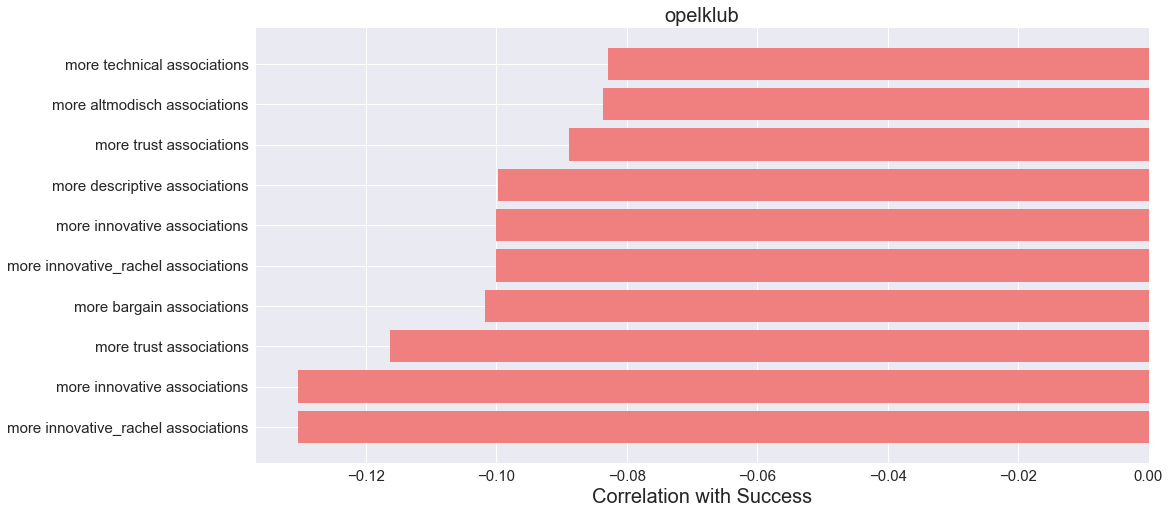 opelklub
more technical associations
more altmodisch associations
more trust associations
more descriptive associations
more innovative associations
more innovative_rachel associations
more bargain associations
more trust associations
more innovative associations
more innovative_rachel associations
−0.12 −0.10 −0.08 −0.06 −0.04 −0.02 0.00
Correlation with Success